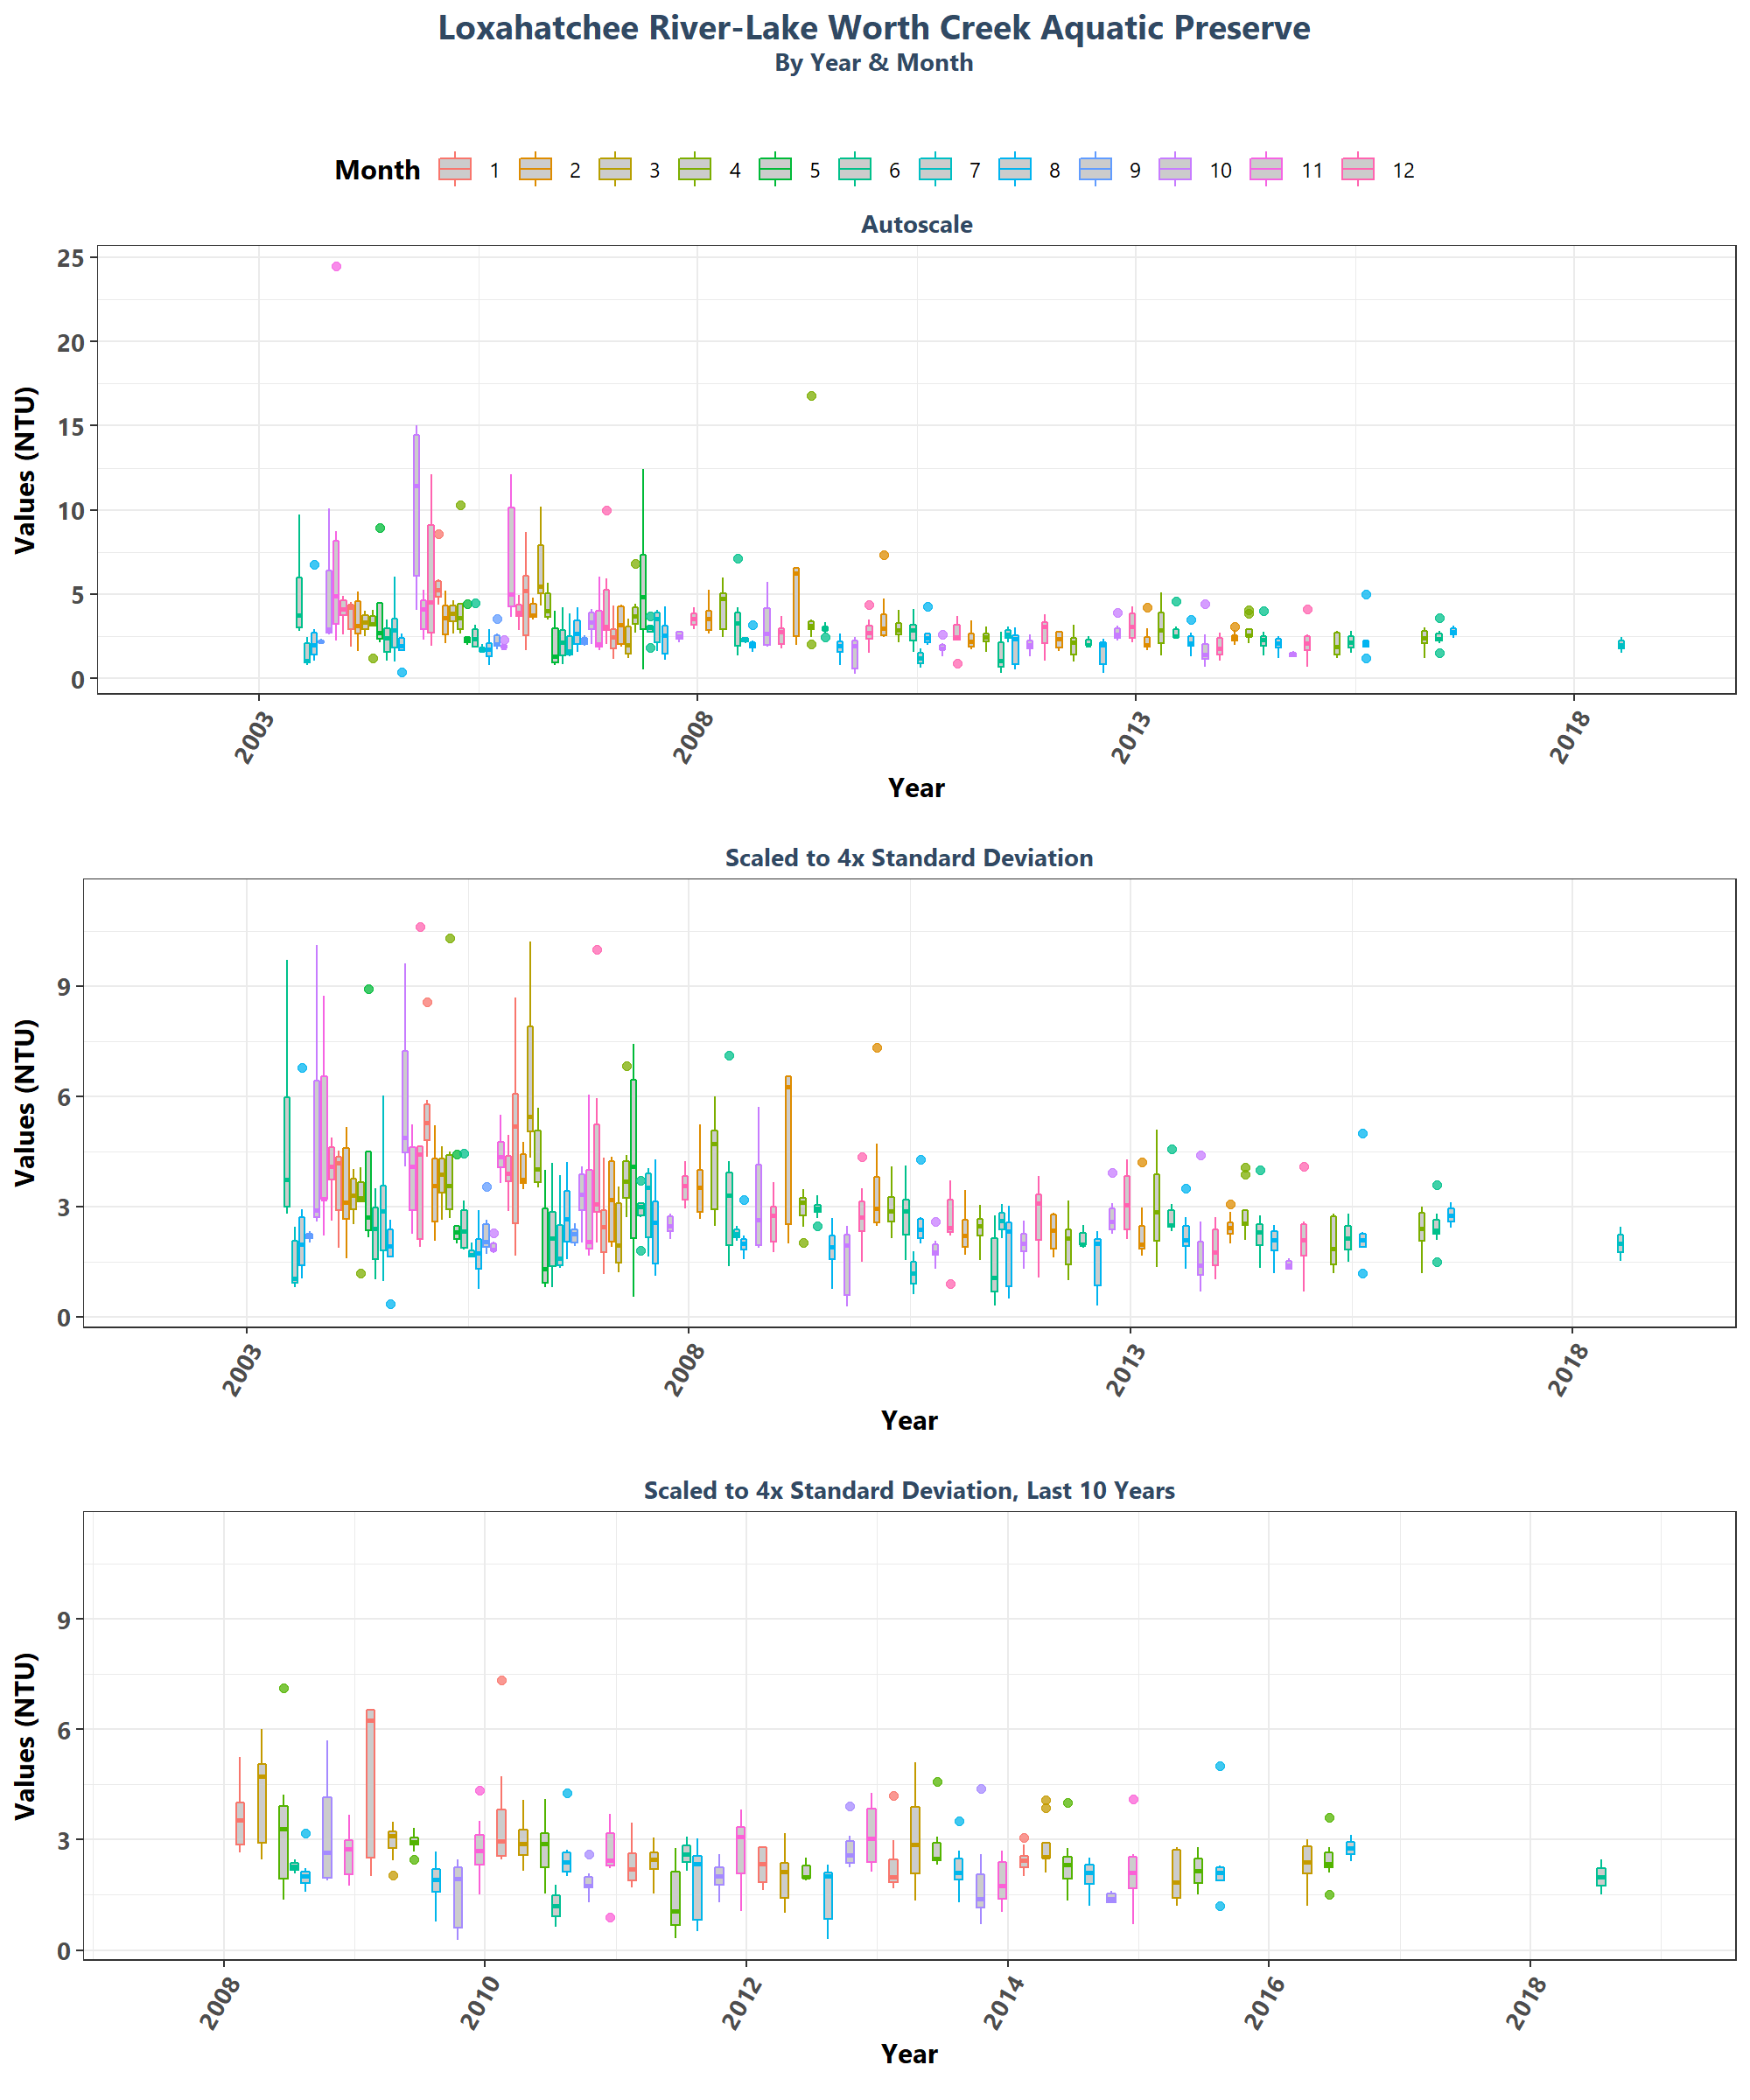 Loxahatchee River-Lake Worth Creek Aquatic Preserve
By Year & Month
Month 1 2 3 4 5 6 7 8 9 10 11 12
Autoscale
25
20
15
10
5
0
Values (NTU)
2003 2008 2013 2018
Year
Scaled to 4x Standard Deviation
9
6
3
0
Values (NTU)
2003 2008 2013 2018
Year
Scaled to 4x Standard Deviation, Last 10 Years
9
6
3
0
Values (NTU)
2008 2010 2012 2014 2016 2018
Year